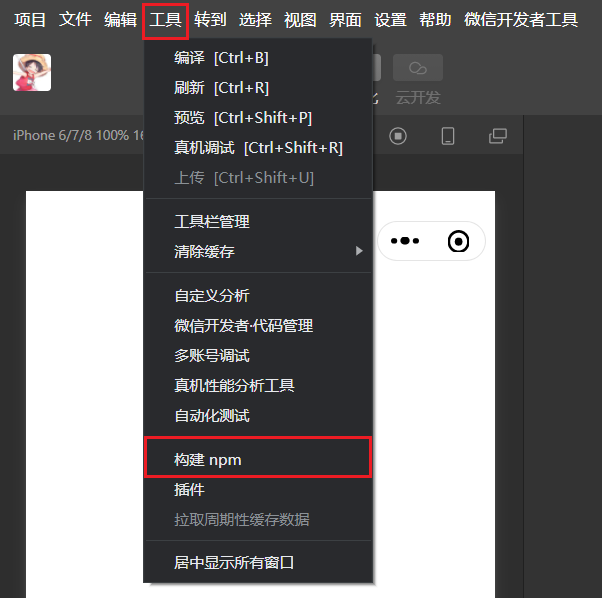 项目 文件 编辑 工具 转到 选择 视图 界面 设置 帮助 微信开发者工具
编译 [Ctrl+B]
刷新 [Ctrl+R]
预览 [Ctrl+Shift+P]
云开发
iPhone 6/7/8 100% 16
真机调试 [Ctrl+Shift+R]
上传 [Ctrl+Shift+U]
工具栏管理
清除缓存
自定义分析
微信开发者·代码管理
多账号调试
真机性能分析工具
自动化测试
构建 npm
插件
拉取周期性缓存数据
居中显示所有窗口